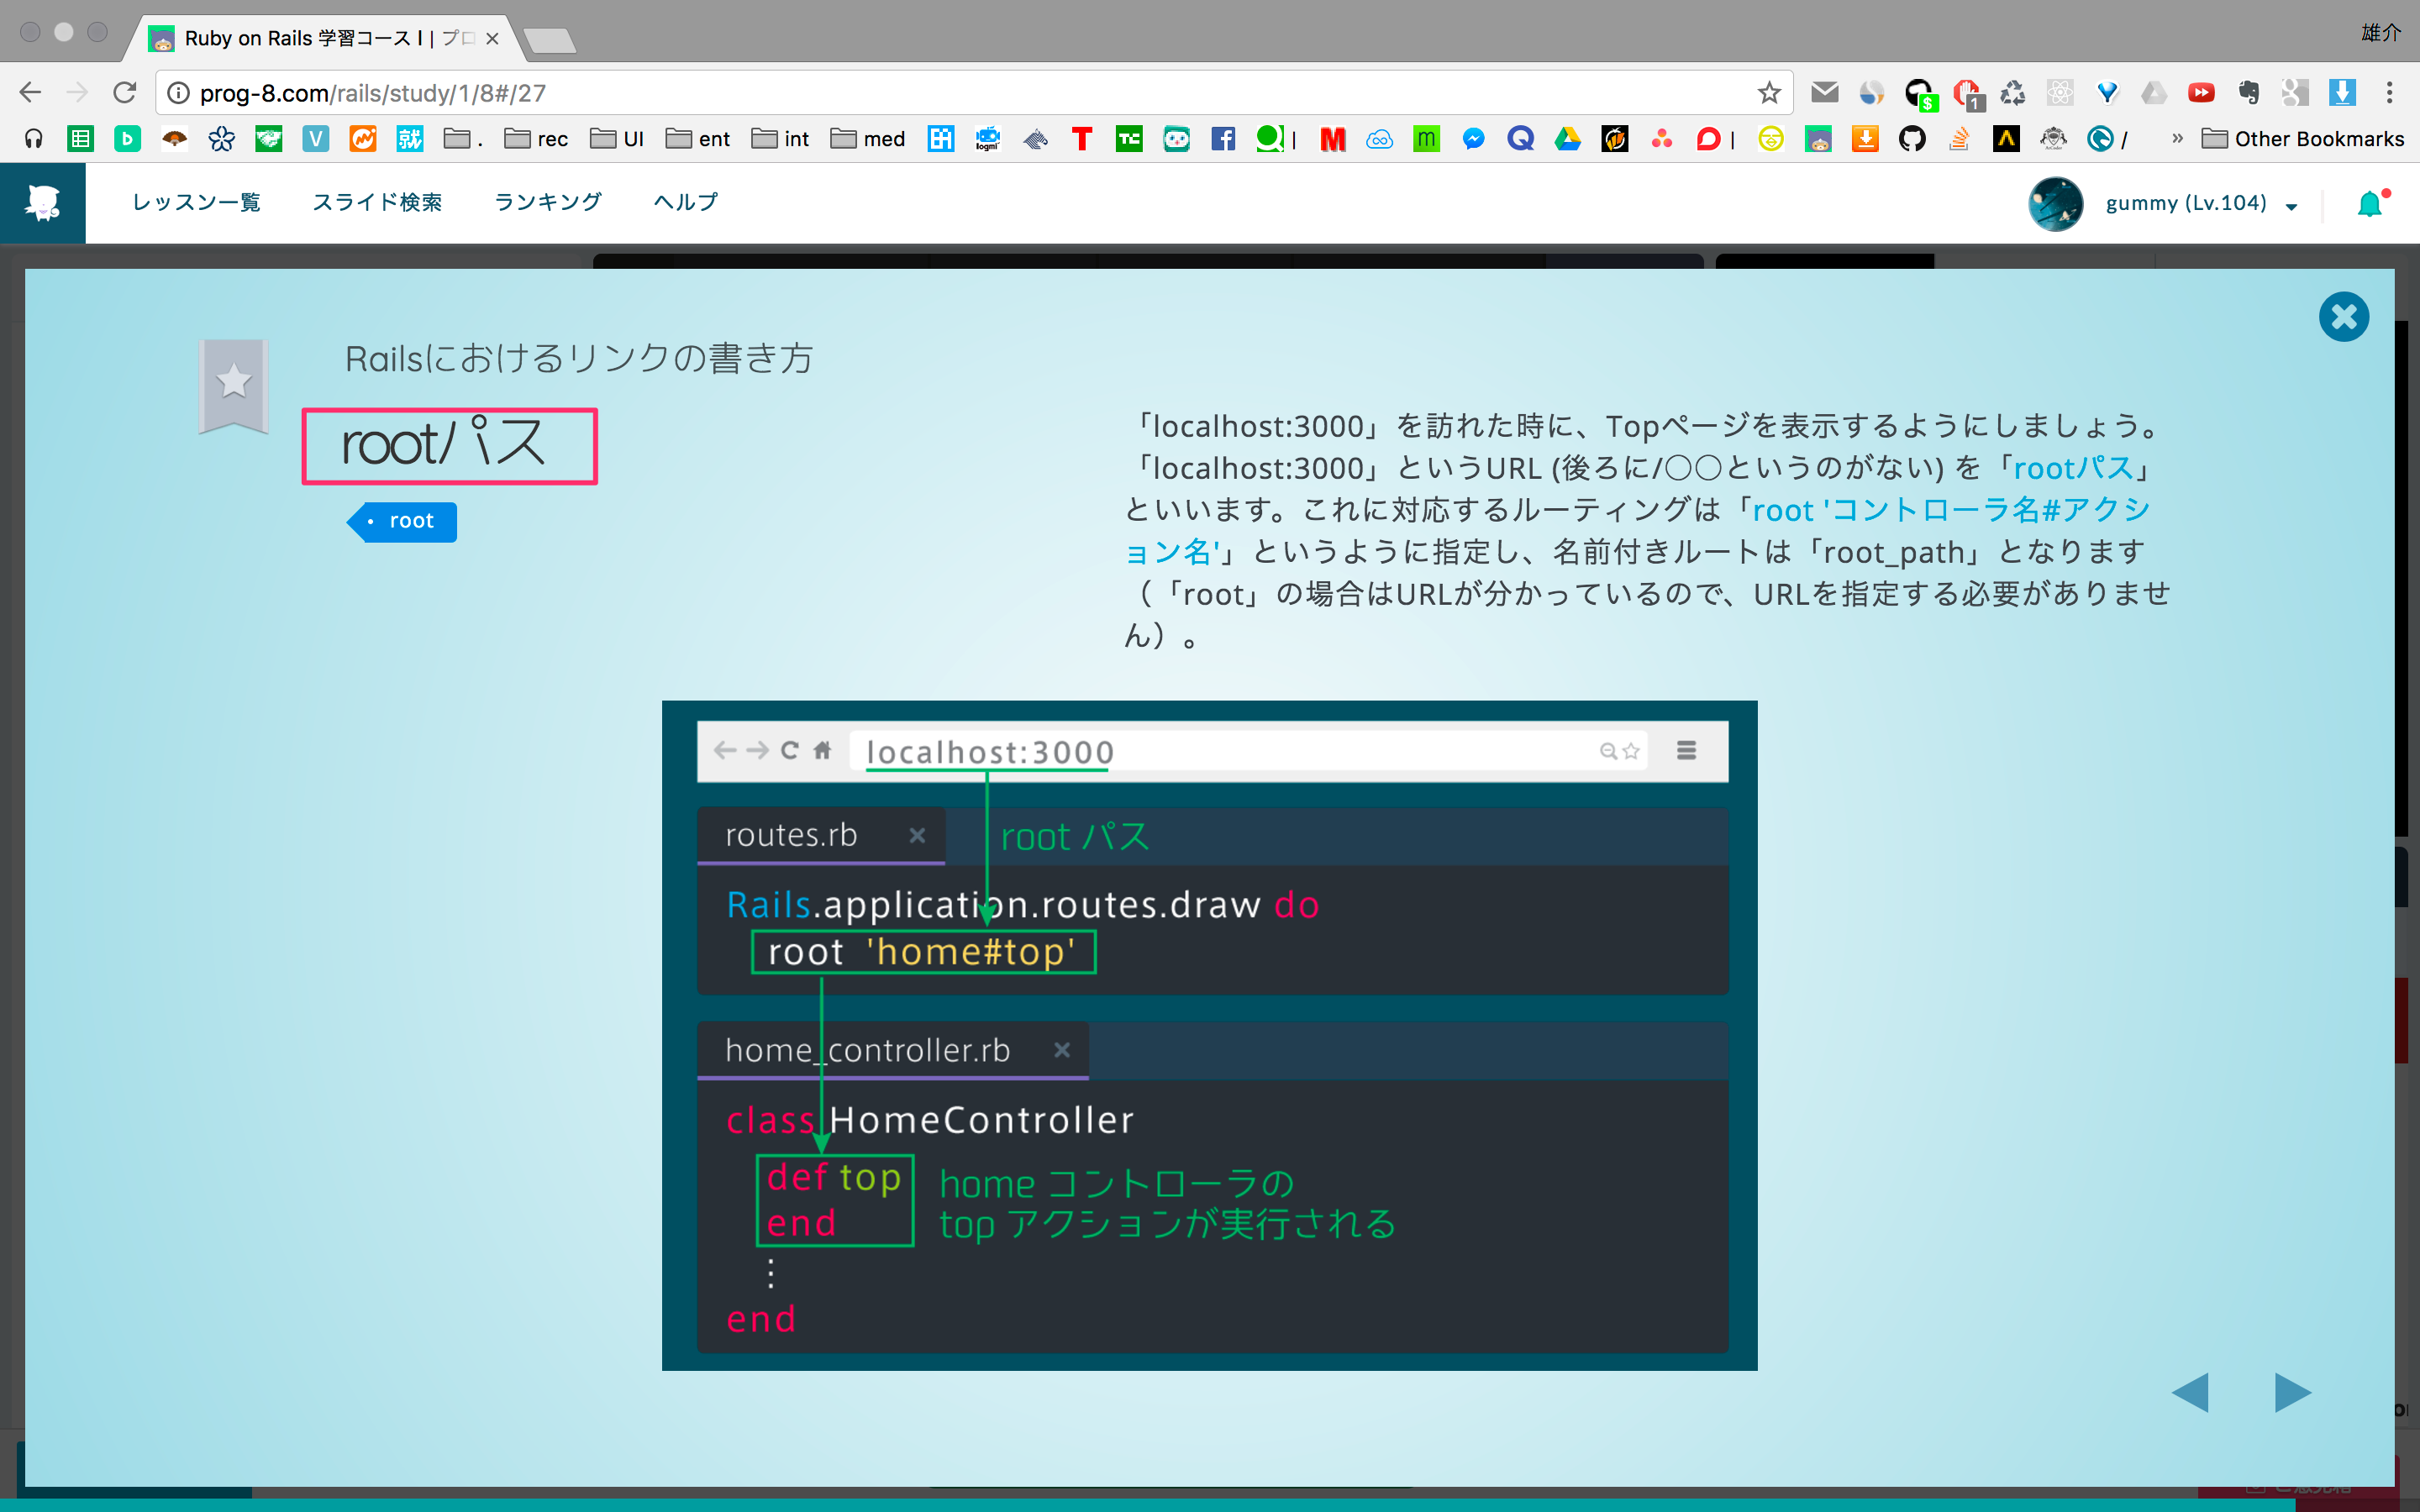 Ruby on Rails 学習コース I | プロ
雄介
prog-8.com/rails/study/1/8#/27
$
1
. rec UI ent int med
logmi
Other Bookmarks
レッスン一覧 スライド検索 ランキング ヘルプ
gummy (Lv.104)
Railsにおけるリンクの書き方
rootパス
root
「localhost:3000」を訪れた時に、Topページを表示するようにしましょう。
「localhost:3000」というURL (後ろに/〇〇というのがない) を「rootパス」
といいます。これに対応するルーティングは「root 'コントローラ名#アクシ
ョン名'」というように指定し、名前付きルートは「root_path」となります
（「root」の場合はURLが分かっているので、URLを指定する必要がありませ
ん）。
localhost:3000
routes.rb
root パス
Rails.application.routes.draw do
root 'home#top'
home_controller.rb
class HomeController
def top
end
home コントローラの
top アクションが実行される
⋮
end